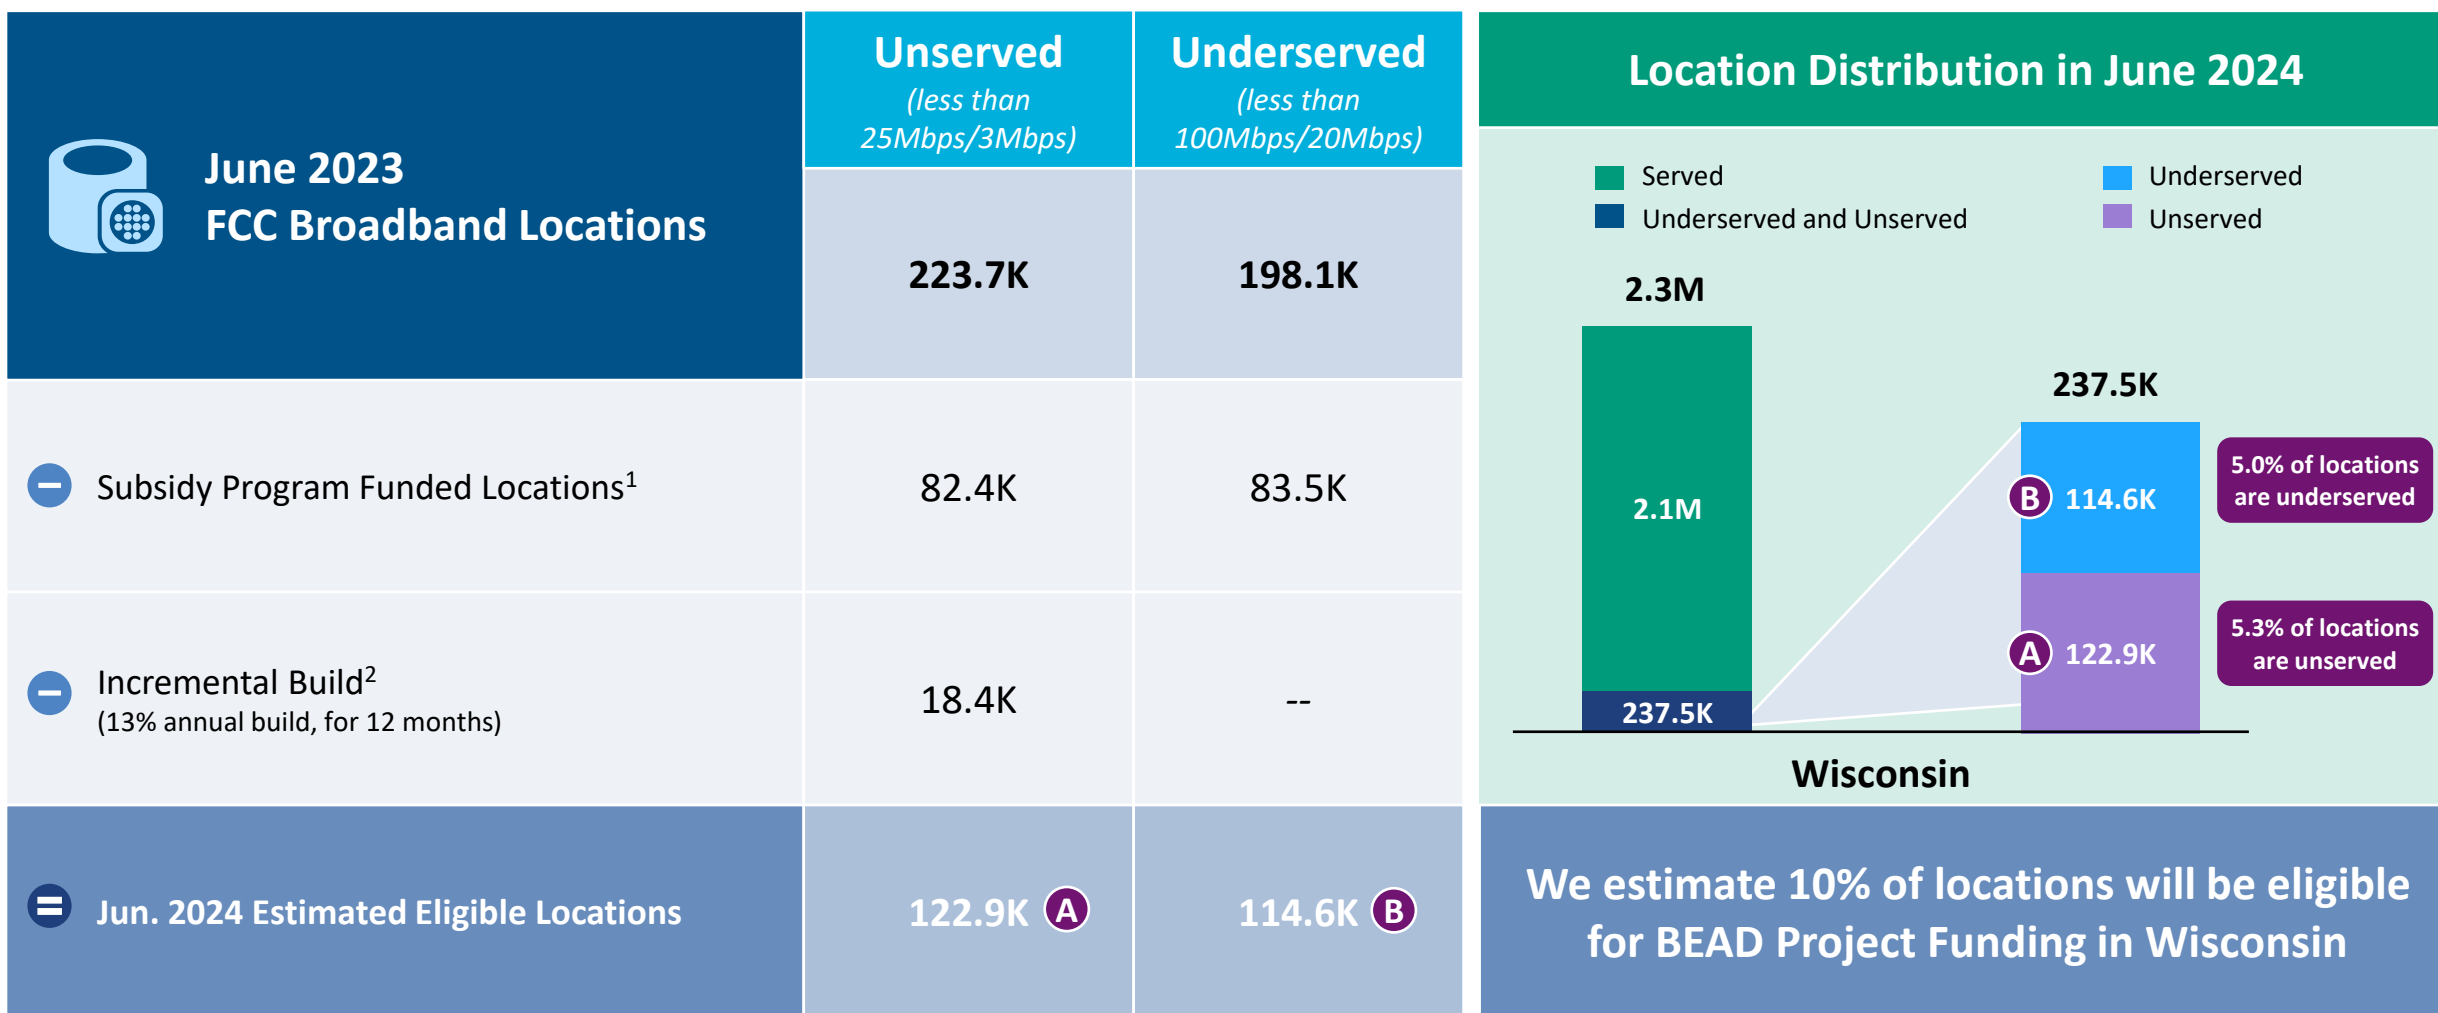 June 2023
FCC Broadband Locations
Unserved
(less than
25Mbps/3Mbps)
Underserved
(less than
100Mbps/20Mbps)
223.7K
198.1K
Subsidy Program Funded Locations1
82.4K
83.5K
Incremental Build2
(13% annual build, for 12 months)
18.4K
--
Jun. 2024 Estimated Eligible Locations
122.9K A
114.6K B
Location Distribution in June 2024
Served
Underserved
Underserved and Unserved
Unserved
2.3M
237.5K
2.1M
B 114.6K
5.0% of locations
are underserved
A 122.9K
5.3% of locations
are unserved
237.5K
Wisconsin
We estimate 10% of locations will be eligible
for BEAD Project Funding in Wisconsin